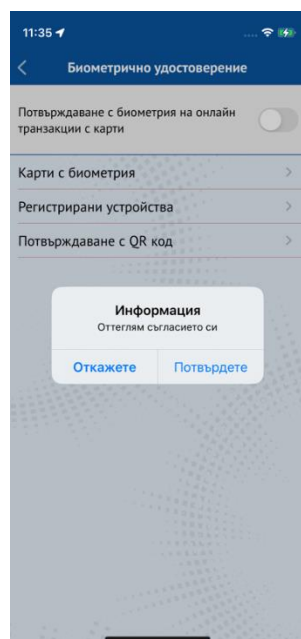 11:35
Биометрично удостоверение
Потвърждаване с биометрия на онлайн
транзакции с карти
Карти с биометрия
Регистрирани устройства
Потвърждаване с QR код
Информация
Оттеглям съгласието си
Откажете Потвърдете